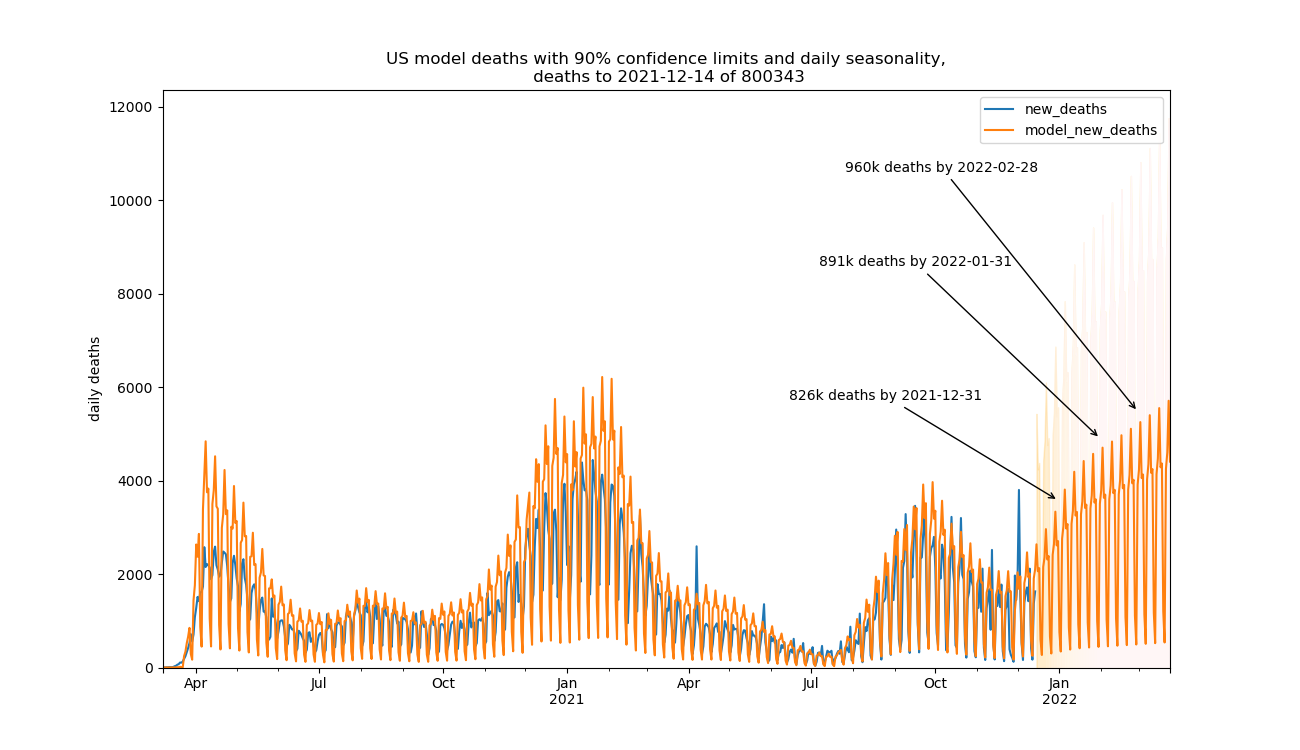 US model deaths with 90% confidence limits and daily seasonality,
deaths to 2021-12-14 of 800343
new_deaths
model_new_deaths
960k deaths by 2022-02-28
891k deaths by 2022-01-31
826k deaths by 2021-12-31
daily deaths
12000
10000
8000
6000
4000
2000
0
Apr
Jul
Oct
Jan
2021
Apr
Jul
Oct
Jan
2022